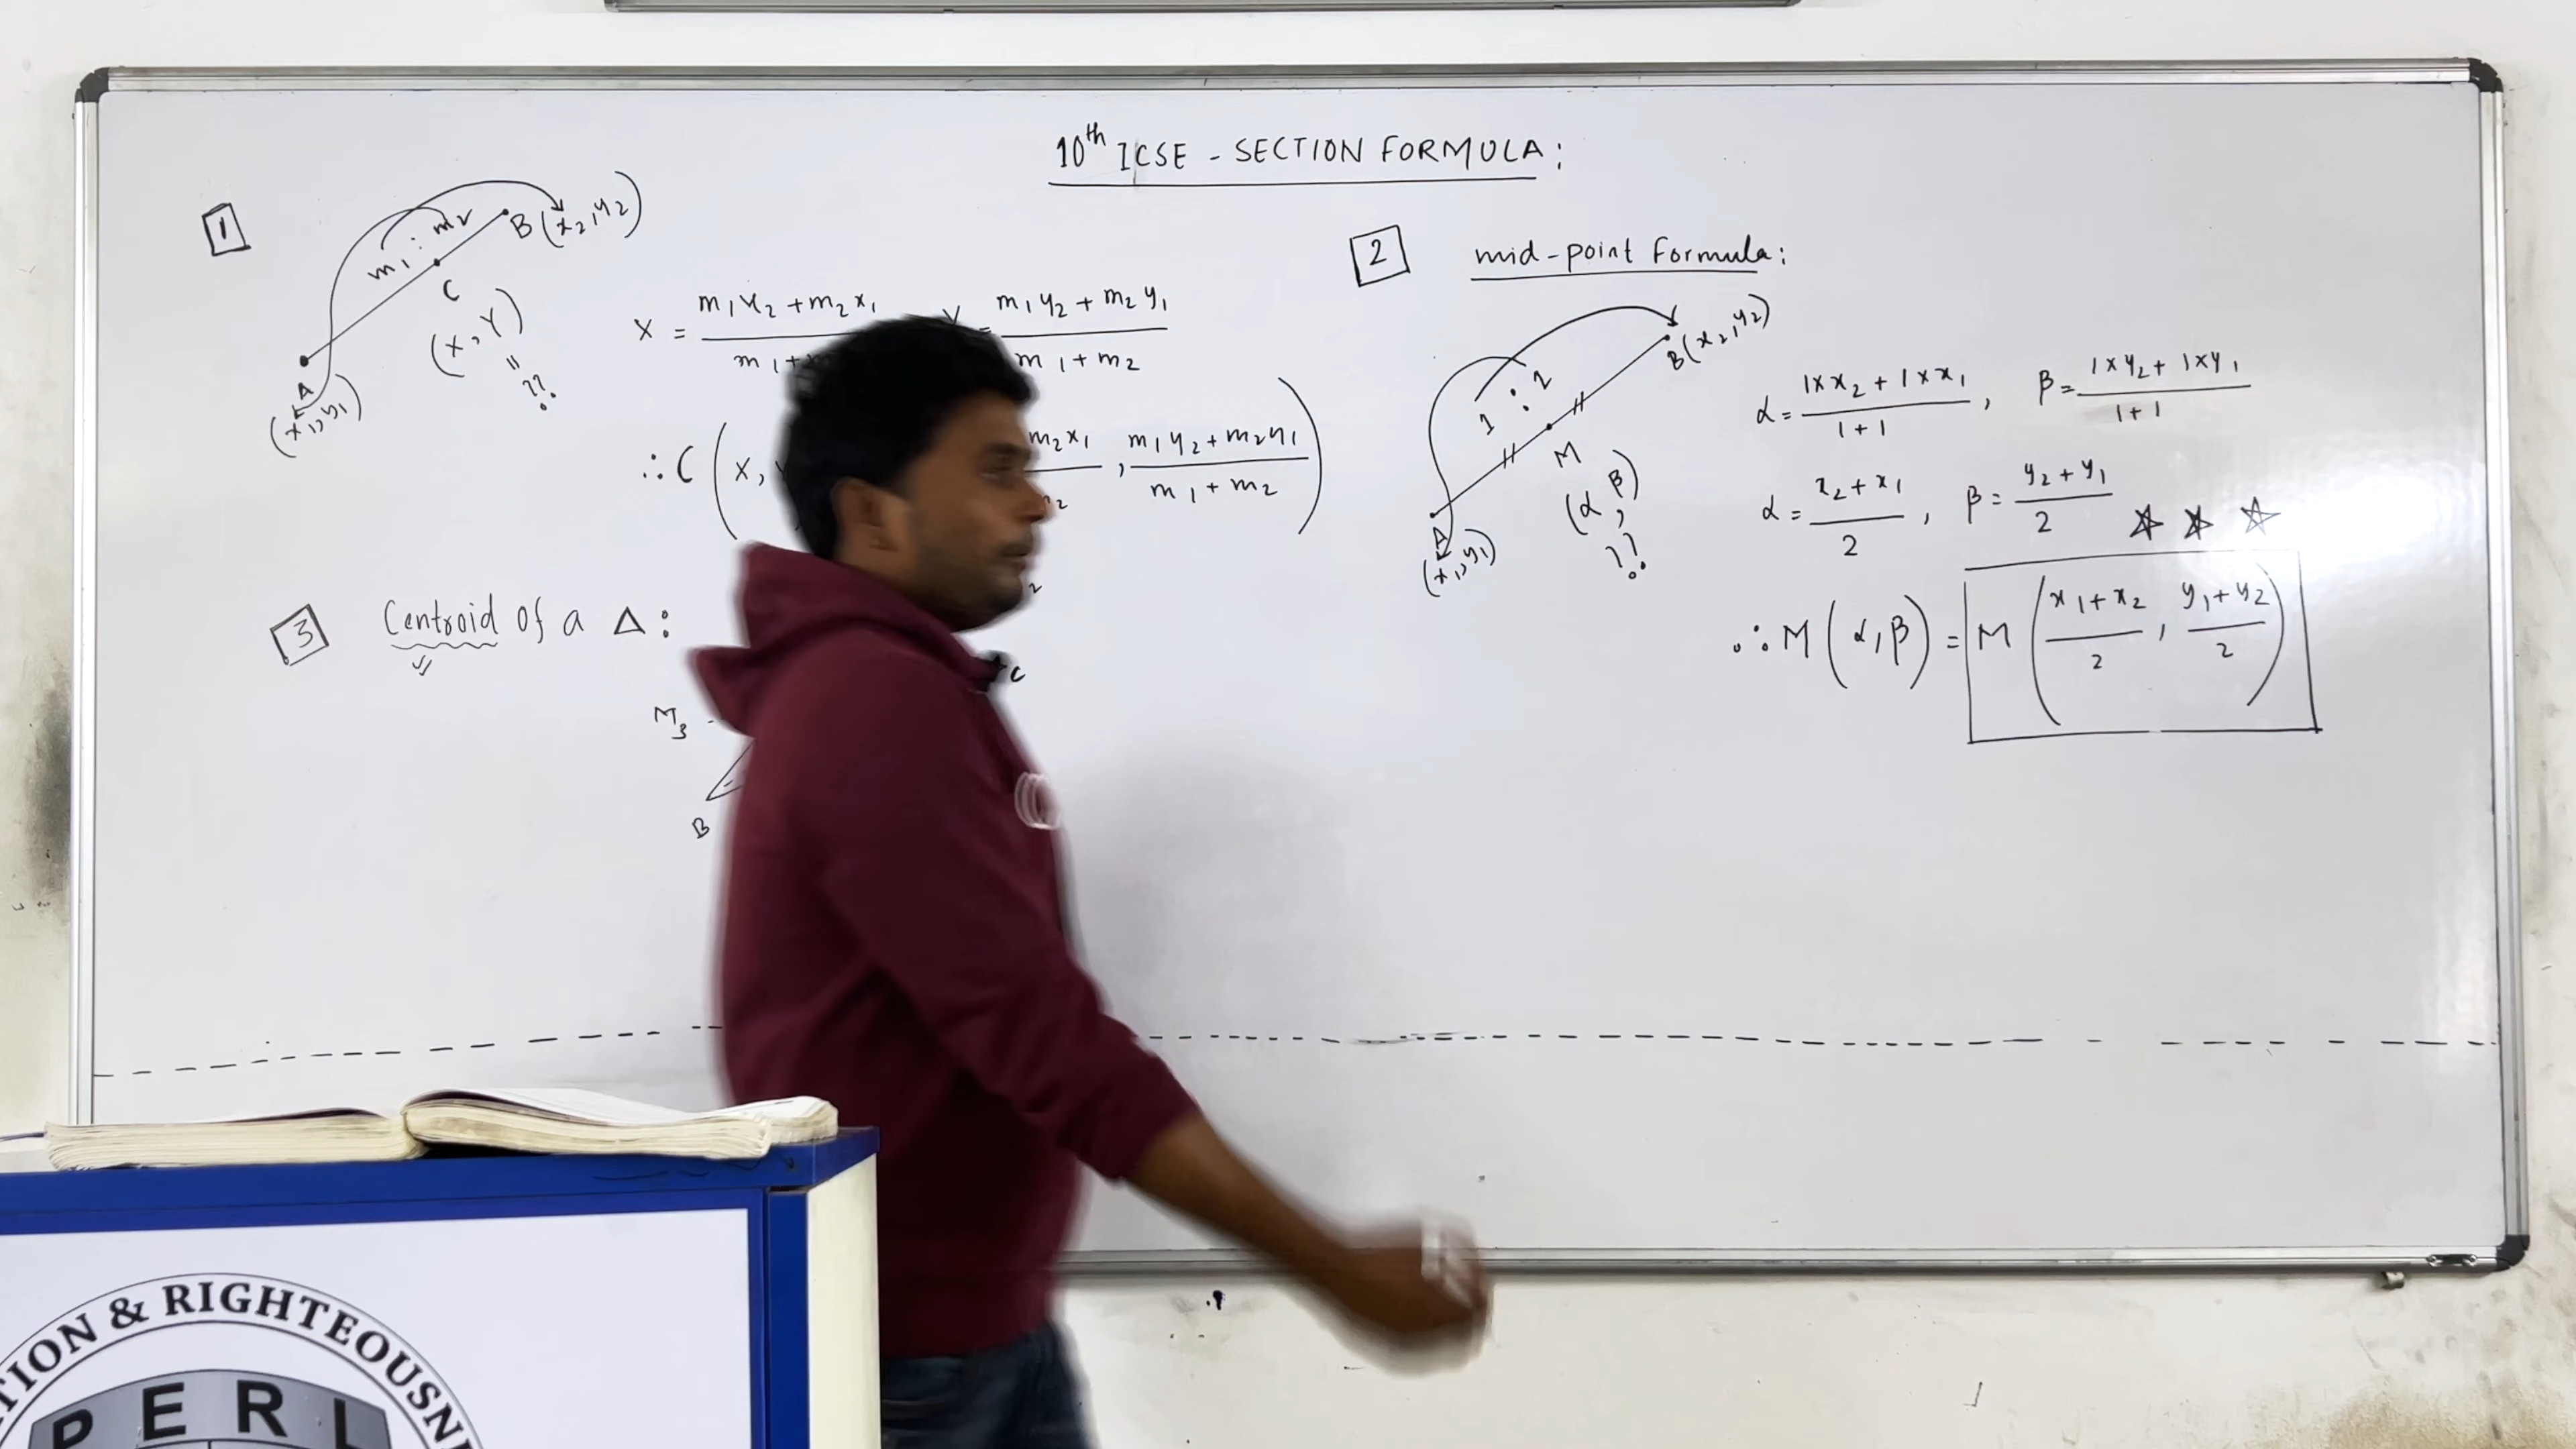 10th ICSE - SECTION FORMULA :
1
m1 : m2
B (x2, y2)
C
(X, Y)
=
??
A
(x1, y1)
X = m1x2 + m2x1 / m1 + , Y = m1y2 + m2y1 / m1 + m2
∴ C (X, m2x1 / 2 , m1y2 + m2y1 / m1 + m2)
2 mid-point formula :
B (x2, y2)
1 : 1
M
(α, β)
??
A
(x1, y1)
α = 1×x2 + 1×x1 / 1+1 , β = 1×y2 + 1×y1 / 1+1
α = x2 + x1 / 2 , β = y2 + y1 / 2
∴ M (α, β) = M (x1 + x2 / 2 , y1 + y2 / 2)
3 Centroid of a Δ :
C
M3
B
TION & RIGHTEOUSN
PERL